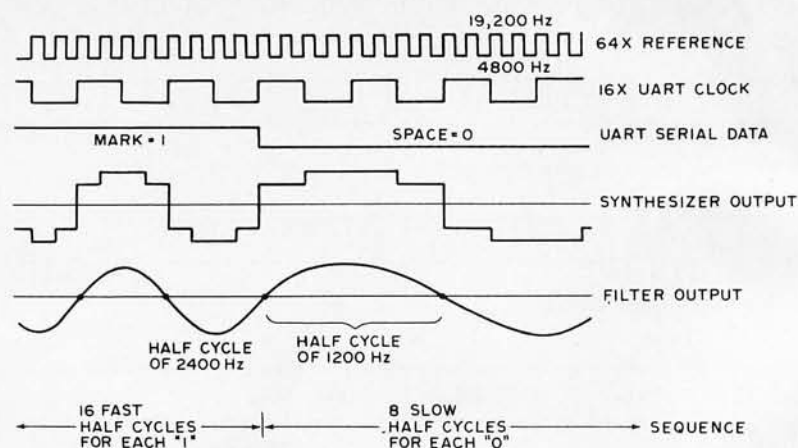 19,200 Hz
64X REFERENCE
4800 Hz
16X UART CLOCK
MARK = 1
SPACE = 0
UART SERIAL DATA
SYNTHESIZER OUTPUT
FILTER OUTPUT
HALF CYCLE
OF 2400 Hz
HALF CYCLE
OF 1200 Hz
16 FAST
HALF CYCLES
FOR EACH "1"
8 SLOW
HALF CYCLES
FOR EACH "0"
SEQUENCE